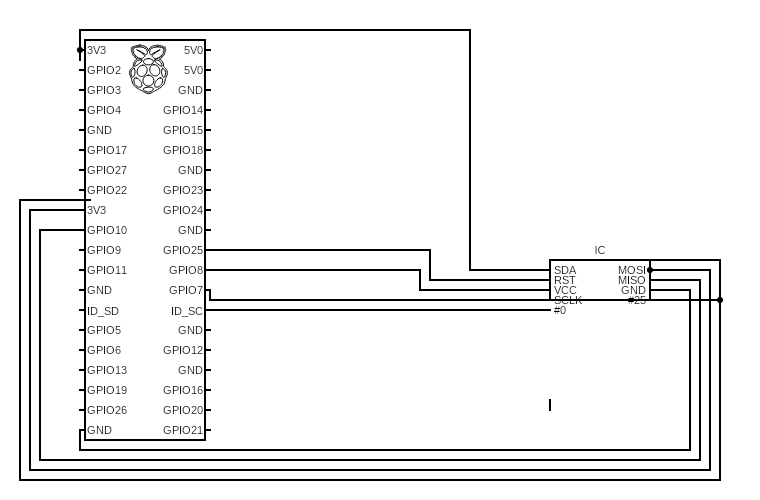 3V3 5V0
GPIO2 5V0
GPIO3 GND
GPIO4 GPIO14
GND GPIO15
GPIO17 GPIO18
GPIO27 GND
GPIO22 GPIO23
3V3 GPIO24
GPIO10 GND
GPIO9 GPIO25
GPIO11 GPIO8
GND GPIO7
ID_SD ID_SC
GPIO5 GND
GPIO6 GPIO12
GPIO13 GND
GPIO19 GPIO16
GPIO26 GPIO20
GND GPIO21
IC
SDA MOSI
RST MISO
VCC GND
SCLK #25
#0